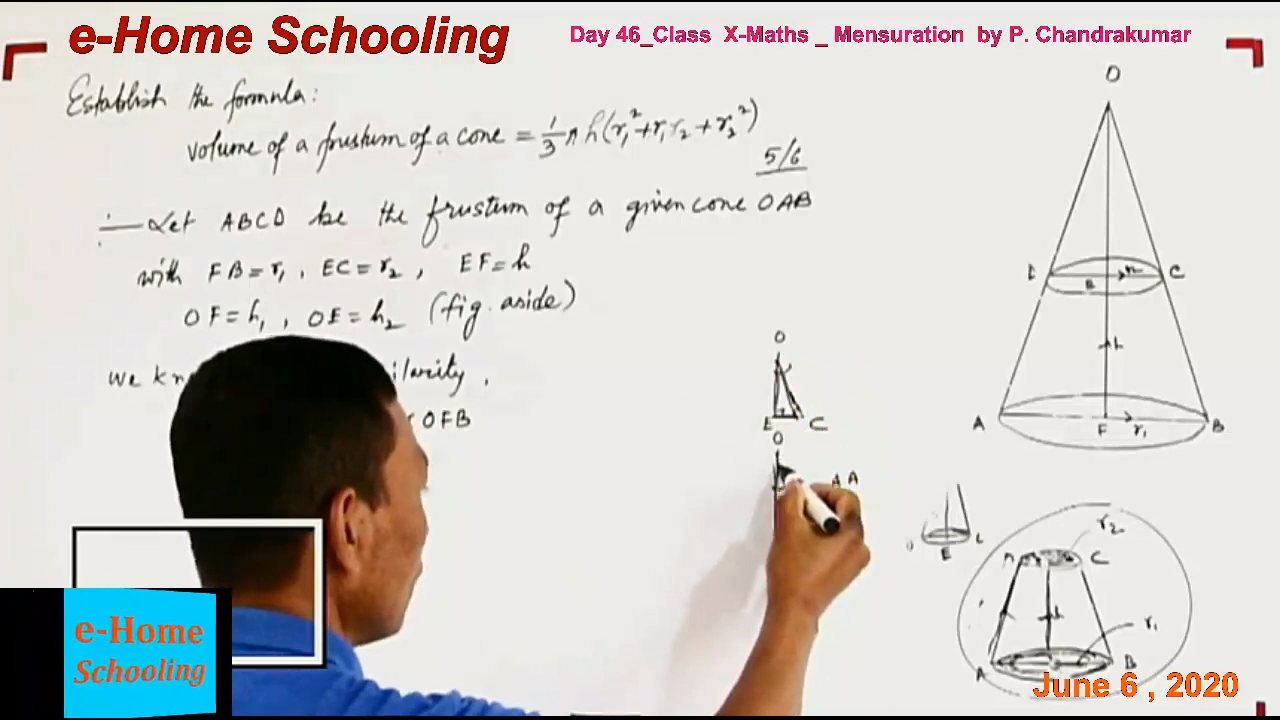 e-Home Schooling
Day 46_Class X-Maths _ Mensuration by P. Chandrakumar
Establish the formula:
volume of a frustum of a cone = 1/3 π h (r₁² + r₁ r₂ + r₂²)
5/6
Let ABCD be the frustum of a given cone OAB
with FB = r₁, EC = r₂, EF = h
OF = h₁, OE = h₂ (fig. aside)
we
OFB
O
E C
O
A A
O
C
E
h
A F r₁ B
E
r₂
C
h
r₁
A B
e-Home
Schooling
June 6 , 2020